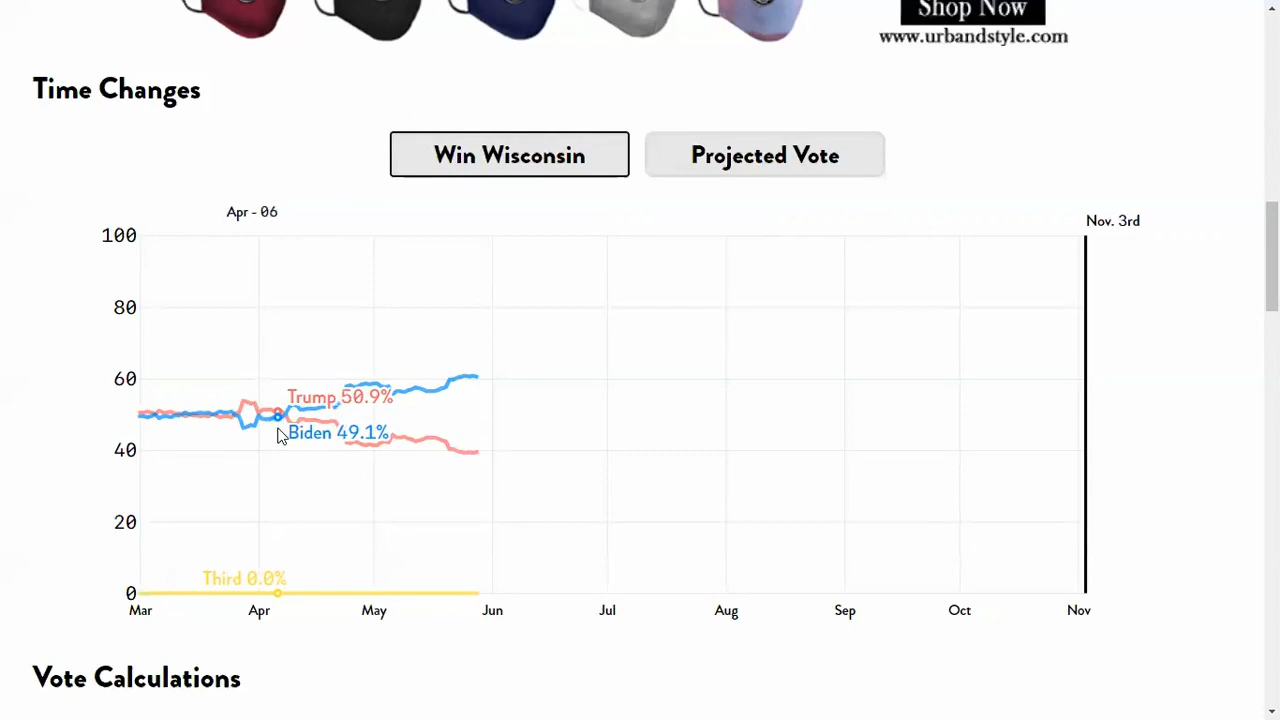 Shop Now
www.urbandstyle.com
Time Changes
Win Wisconsin
Projected Vote
Apr - 06
Nov. 3rd
100
80
60
Trump 50.9%
Biden 49.1%
40
20
Third 0.0%
0
Mar Apr May Jun Jul Aug Sep Oct Nov
Vote Calculations